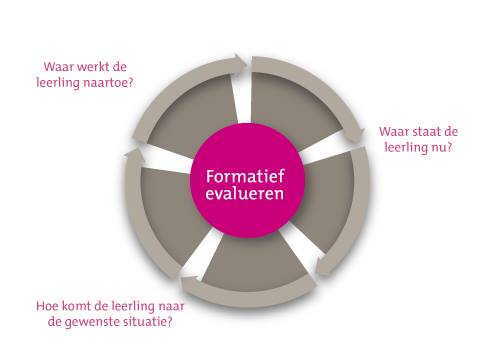 Waar werkt de
leerling naartoe?
Waar staat de
leerling nu?
Formatief
evalueren
Hoe komt de leerling naar
de gewenste situatie?